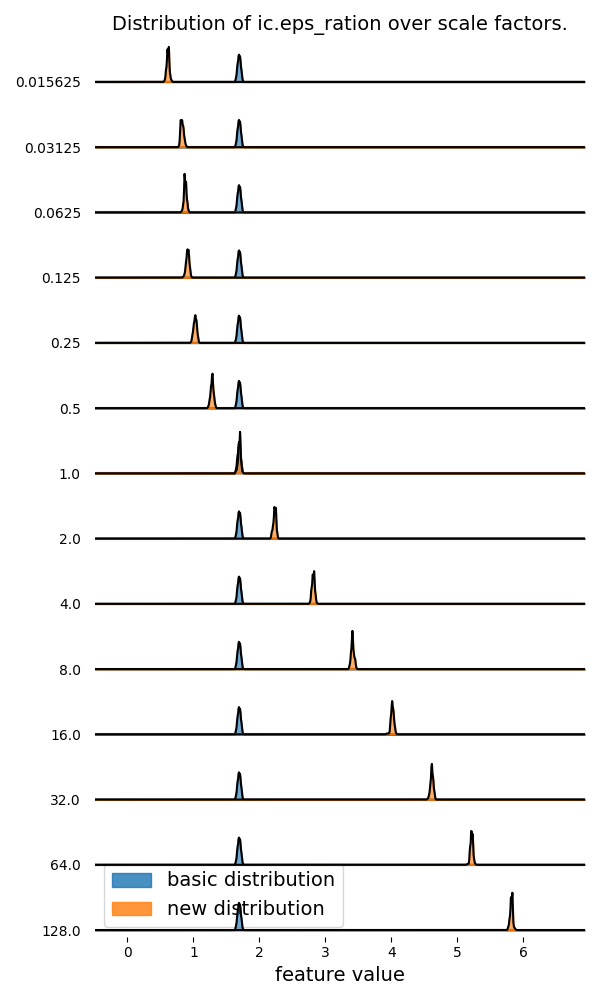 Distribution of ic.eps_ration over scale factors.
0.015625
0.03125
0.0625
0.125
0.25
0.5
1.0
2.0
4.0
8.0
16.0
32.0
64.0
basic distribution
new distribution
128.0
0 1 2 3 4 5 6
feature value